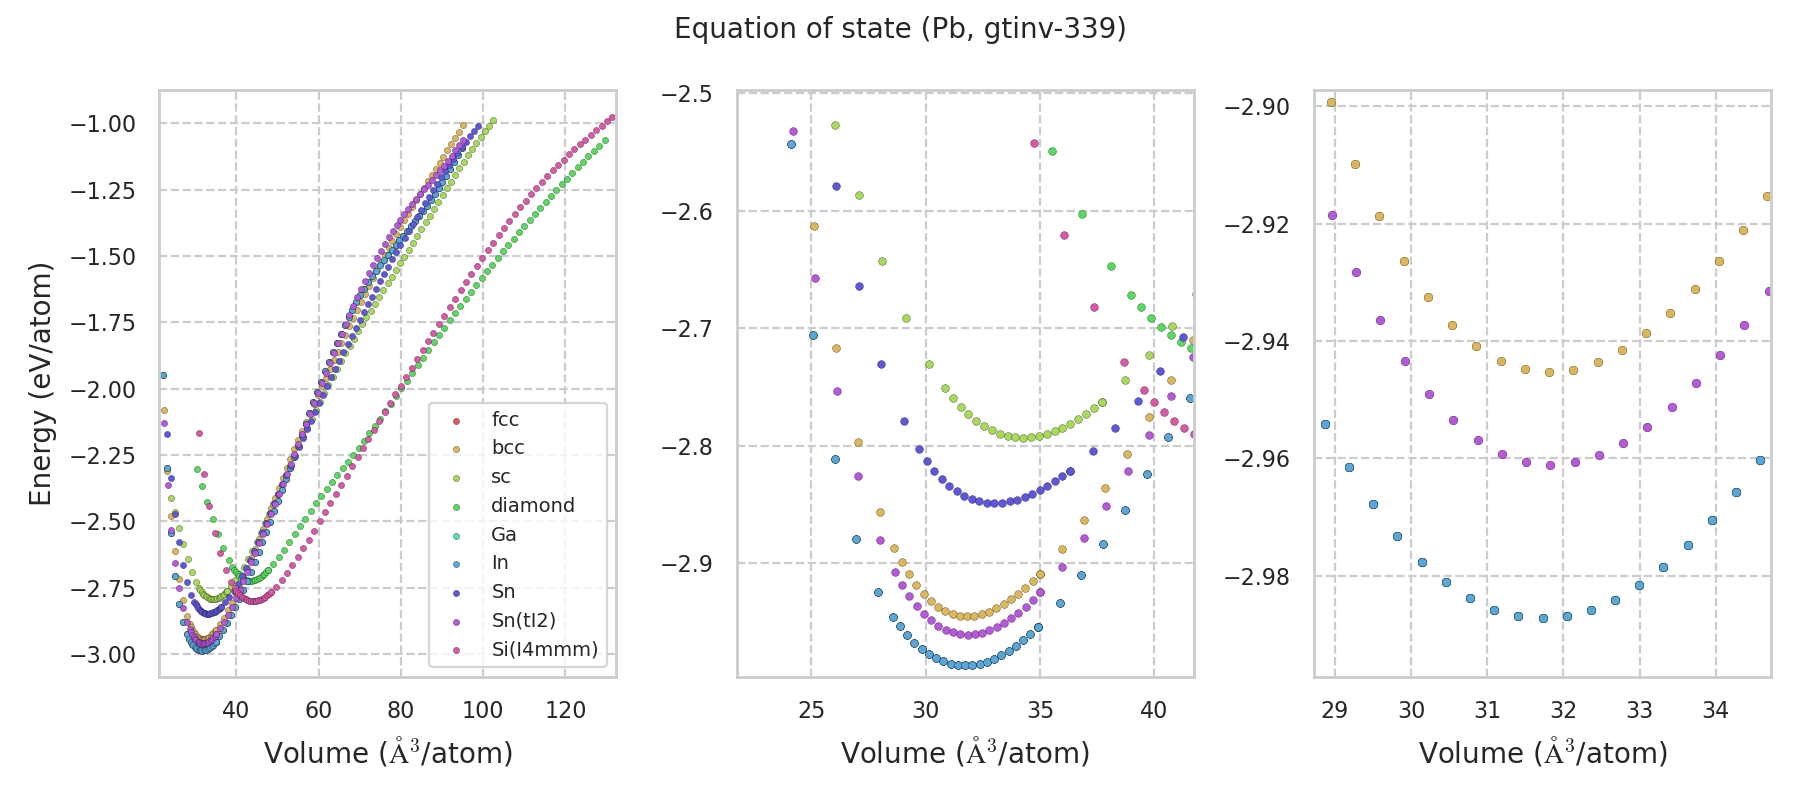 Equation of state (Pb, gtinv-339)
Energy (eV/atom)
−1.00
−1.25
−1.50
−1.75
−2.00
−2.25
−2.50
−2.75
−3.00
40 60 80 100 120
Volume (Å³/atom)
fcc
bcc
sc
diamond
Ga
In
Sn
Sn(tI2)
Si(I4mmm)
−2.5
−2.6
−2.7
−2.8
−2.9
25 30 35 40
Volume (Å³/atom)
−2.90
−2.92
−2.94
−2.96
−2.98
29 30 31 32 33 34
Volume (Å³/atom)